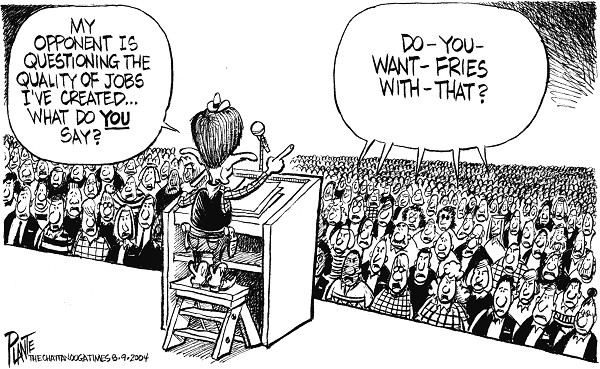 MY
OPPONENT IS
QUESTIONING THE
QUALITY OF JOBS
I'VE CREATED...
WHAT DO YOU
SAY?
DO-YOU-
WANT-FRIES
WITH-THAT?
PLANTE
THE CHATTANOOGA TIMES 8.9.2004